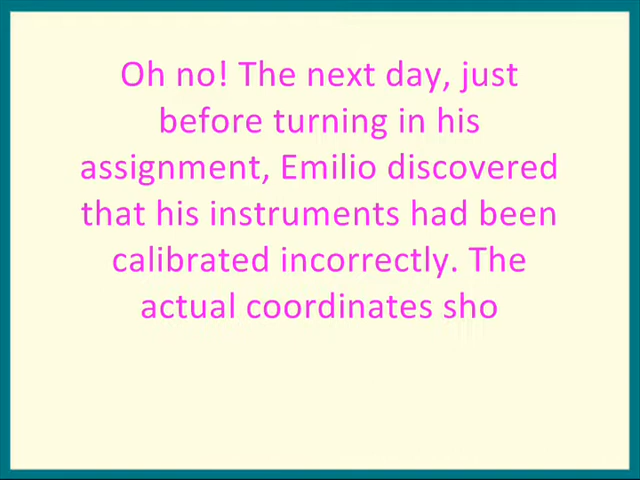 Oh no! The next day, just
before turning in his
assignment, Emilio discovered
that his instruments had been
calibrated incorrectly. The
actual coordinates sho